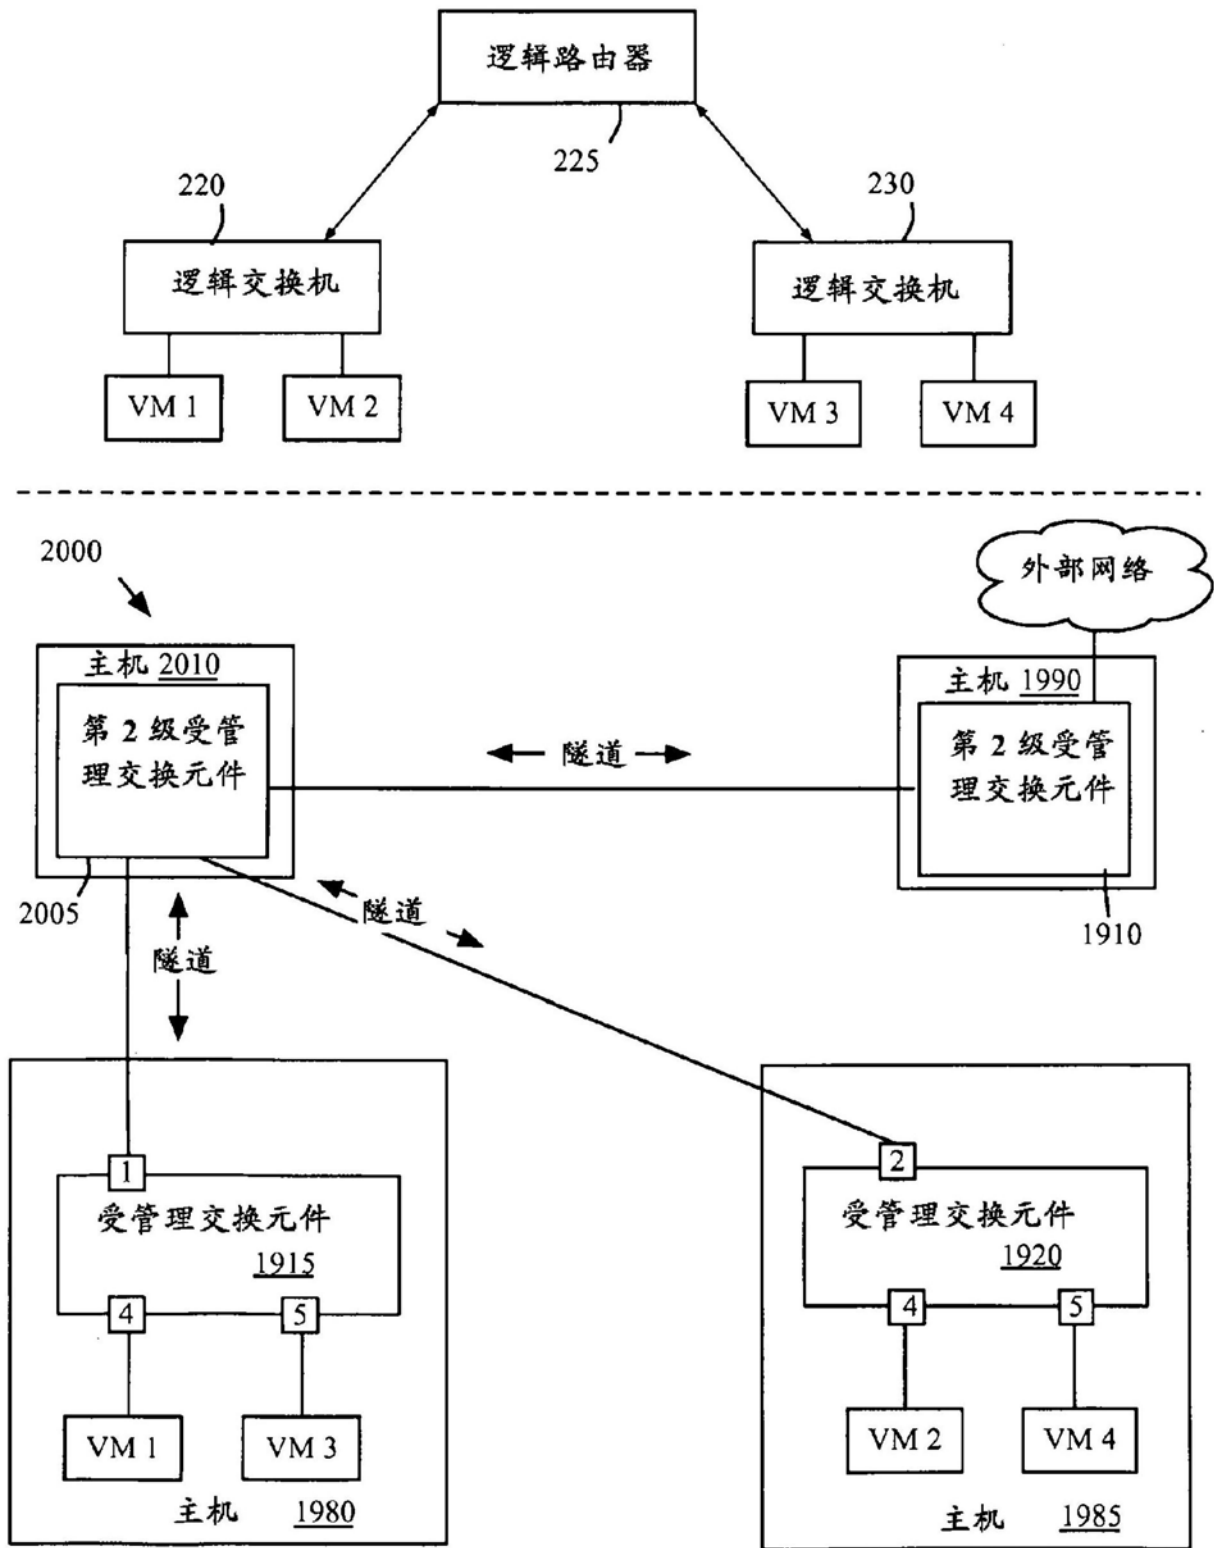 逻辑路由器
225
220
230
逻辑交换机
逻辑交换机
VM 1
VM 2
VM 3
VM 4
2000
外部网络
主机 2010
主机 1990
第 2 级受管
理交换元件
第 2 级受管
理交换元件
隧道
2005
1910
隧道
隧道
1
2
受管理交换元件
1915
受管理交换元件
1920
4
5
4
5
VM 1
VM 3
VM 2
VM 4
主机 1980
主机 1985